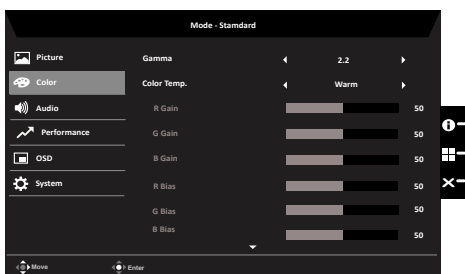 Mode - Standard
Picture
Gamma 2.2
Color
Color Temp. Warm
Audio
R Gain 50
Performance
G Gain 50
OSD
B Gain 50
System
R Bias 50
G Bias 50
B Bias 50
Move Enter